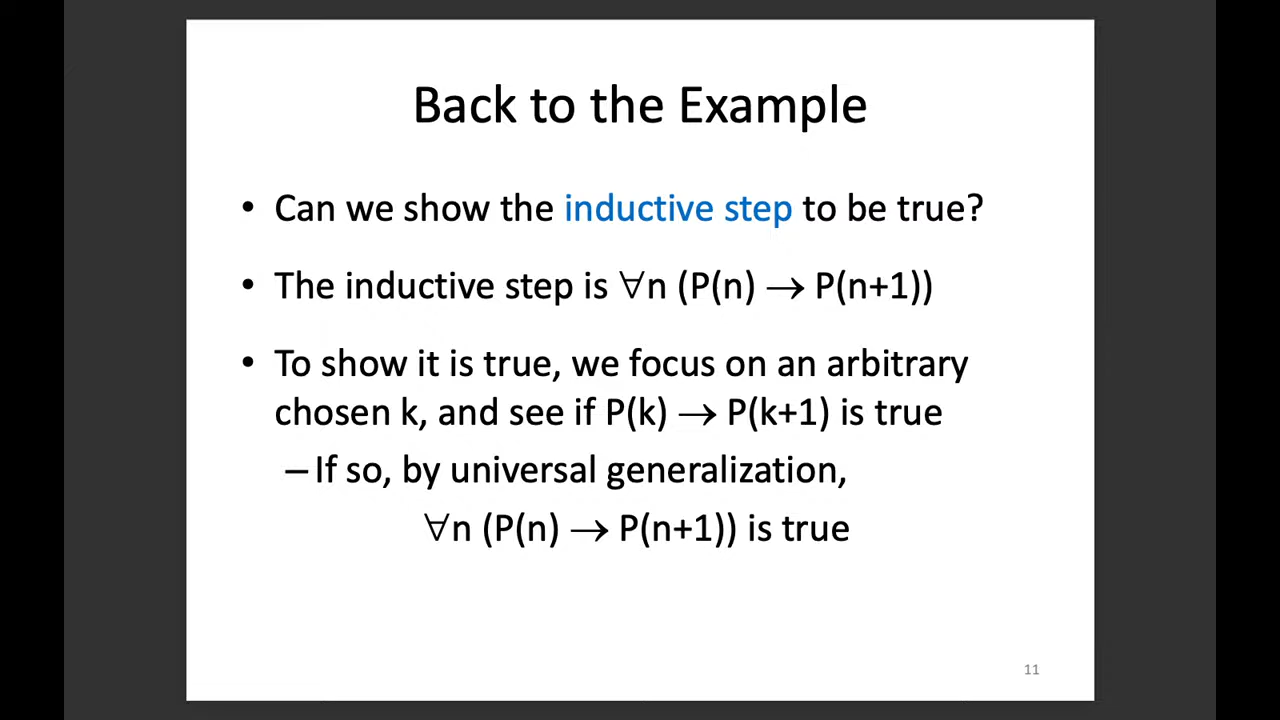 Back to the Example
• Can we show the inductive step to be true?
• The inductive step is ∀n (P(n) → P(n+1))
• To show it is true, we focus on an arbitrary
chosen k, and see if P(k) → P(k+1) is true
– If so, by universal generalization,
∀n (P(n) → P(n+1)) is true
11